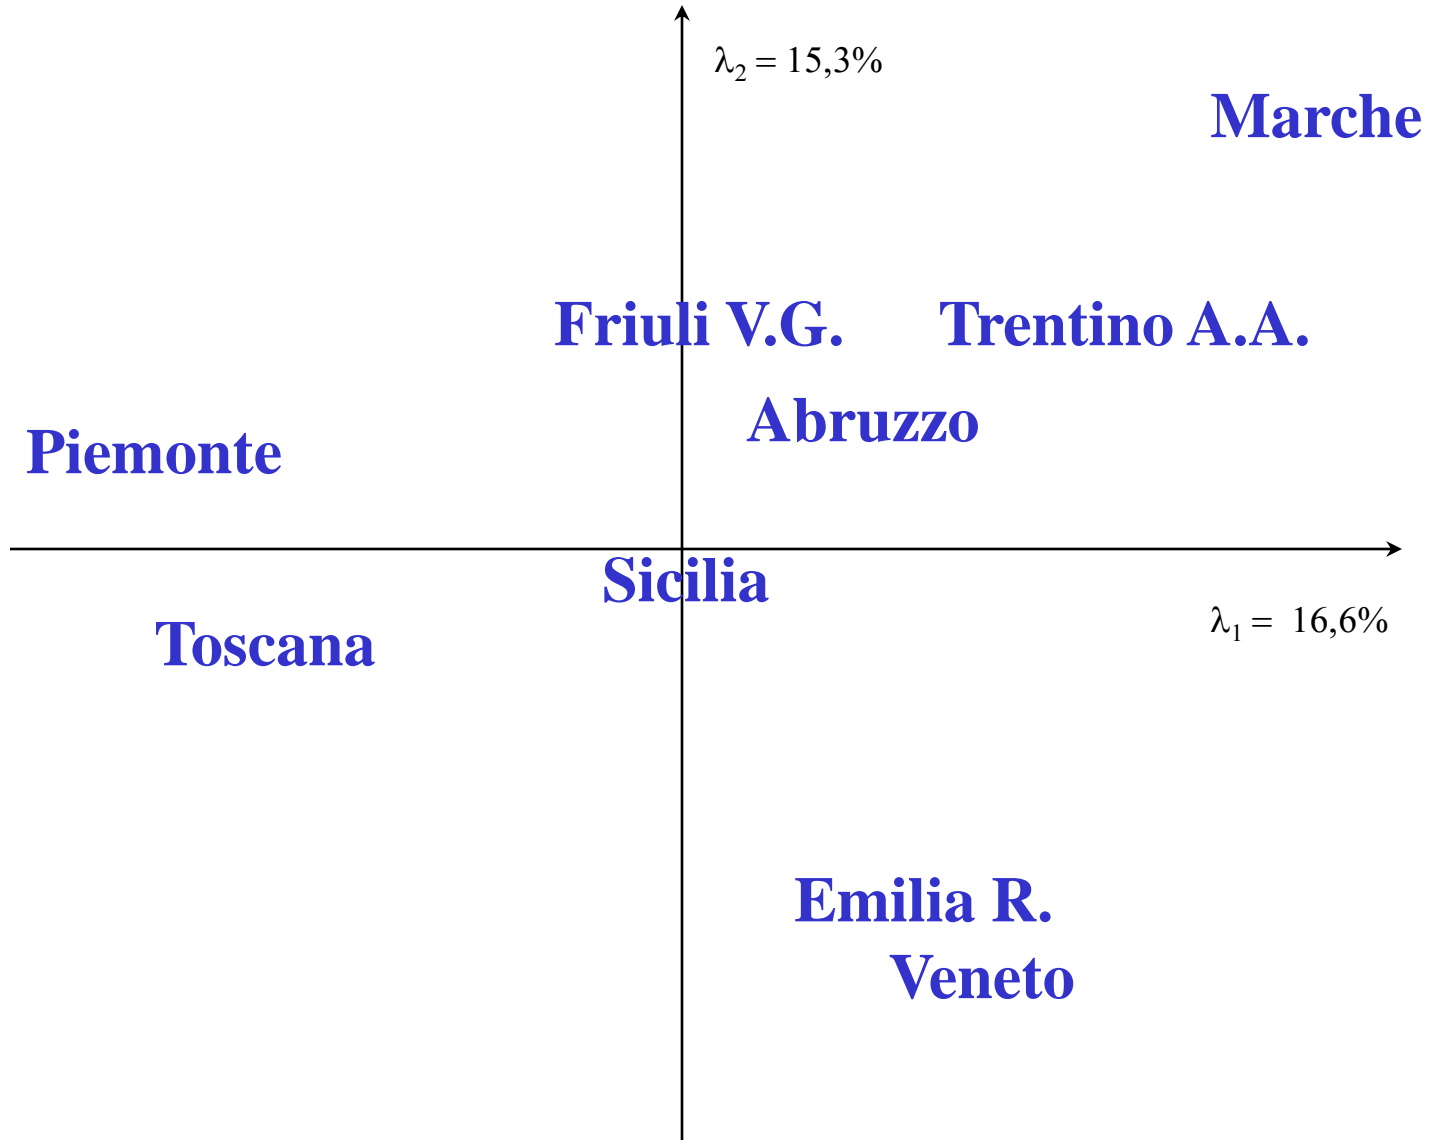 λ2 = 15,3%
Marche
Friuli V.G.
Trentino A.A.
Abruzzo
Piemonte
Sicilia
λ1 = 16,6%
Toscana
Emilia R.
Veneto